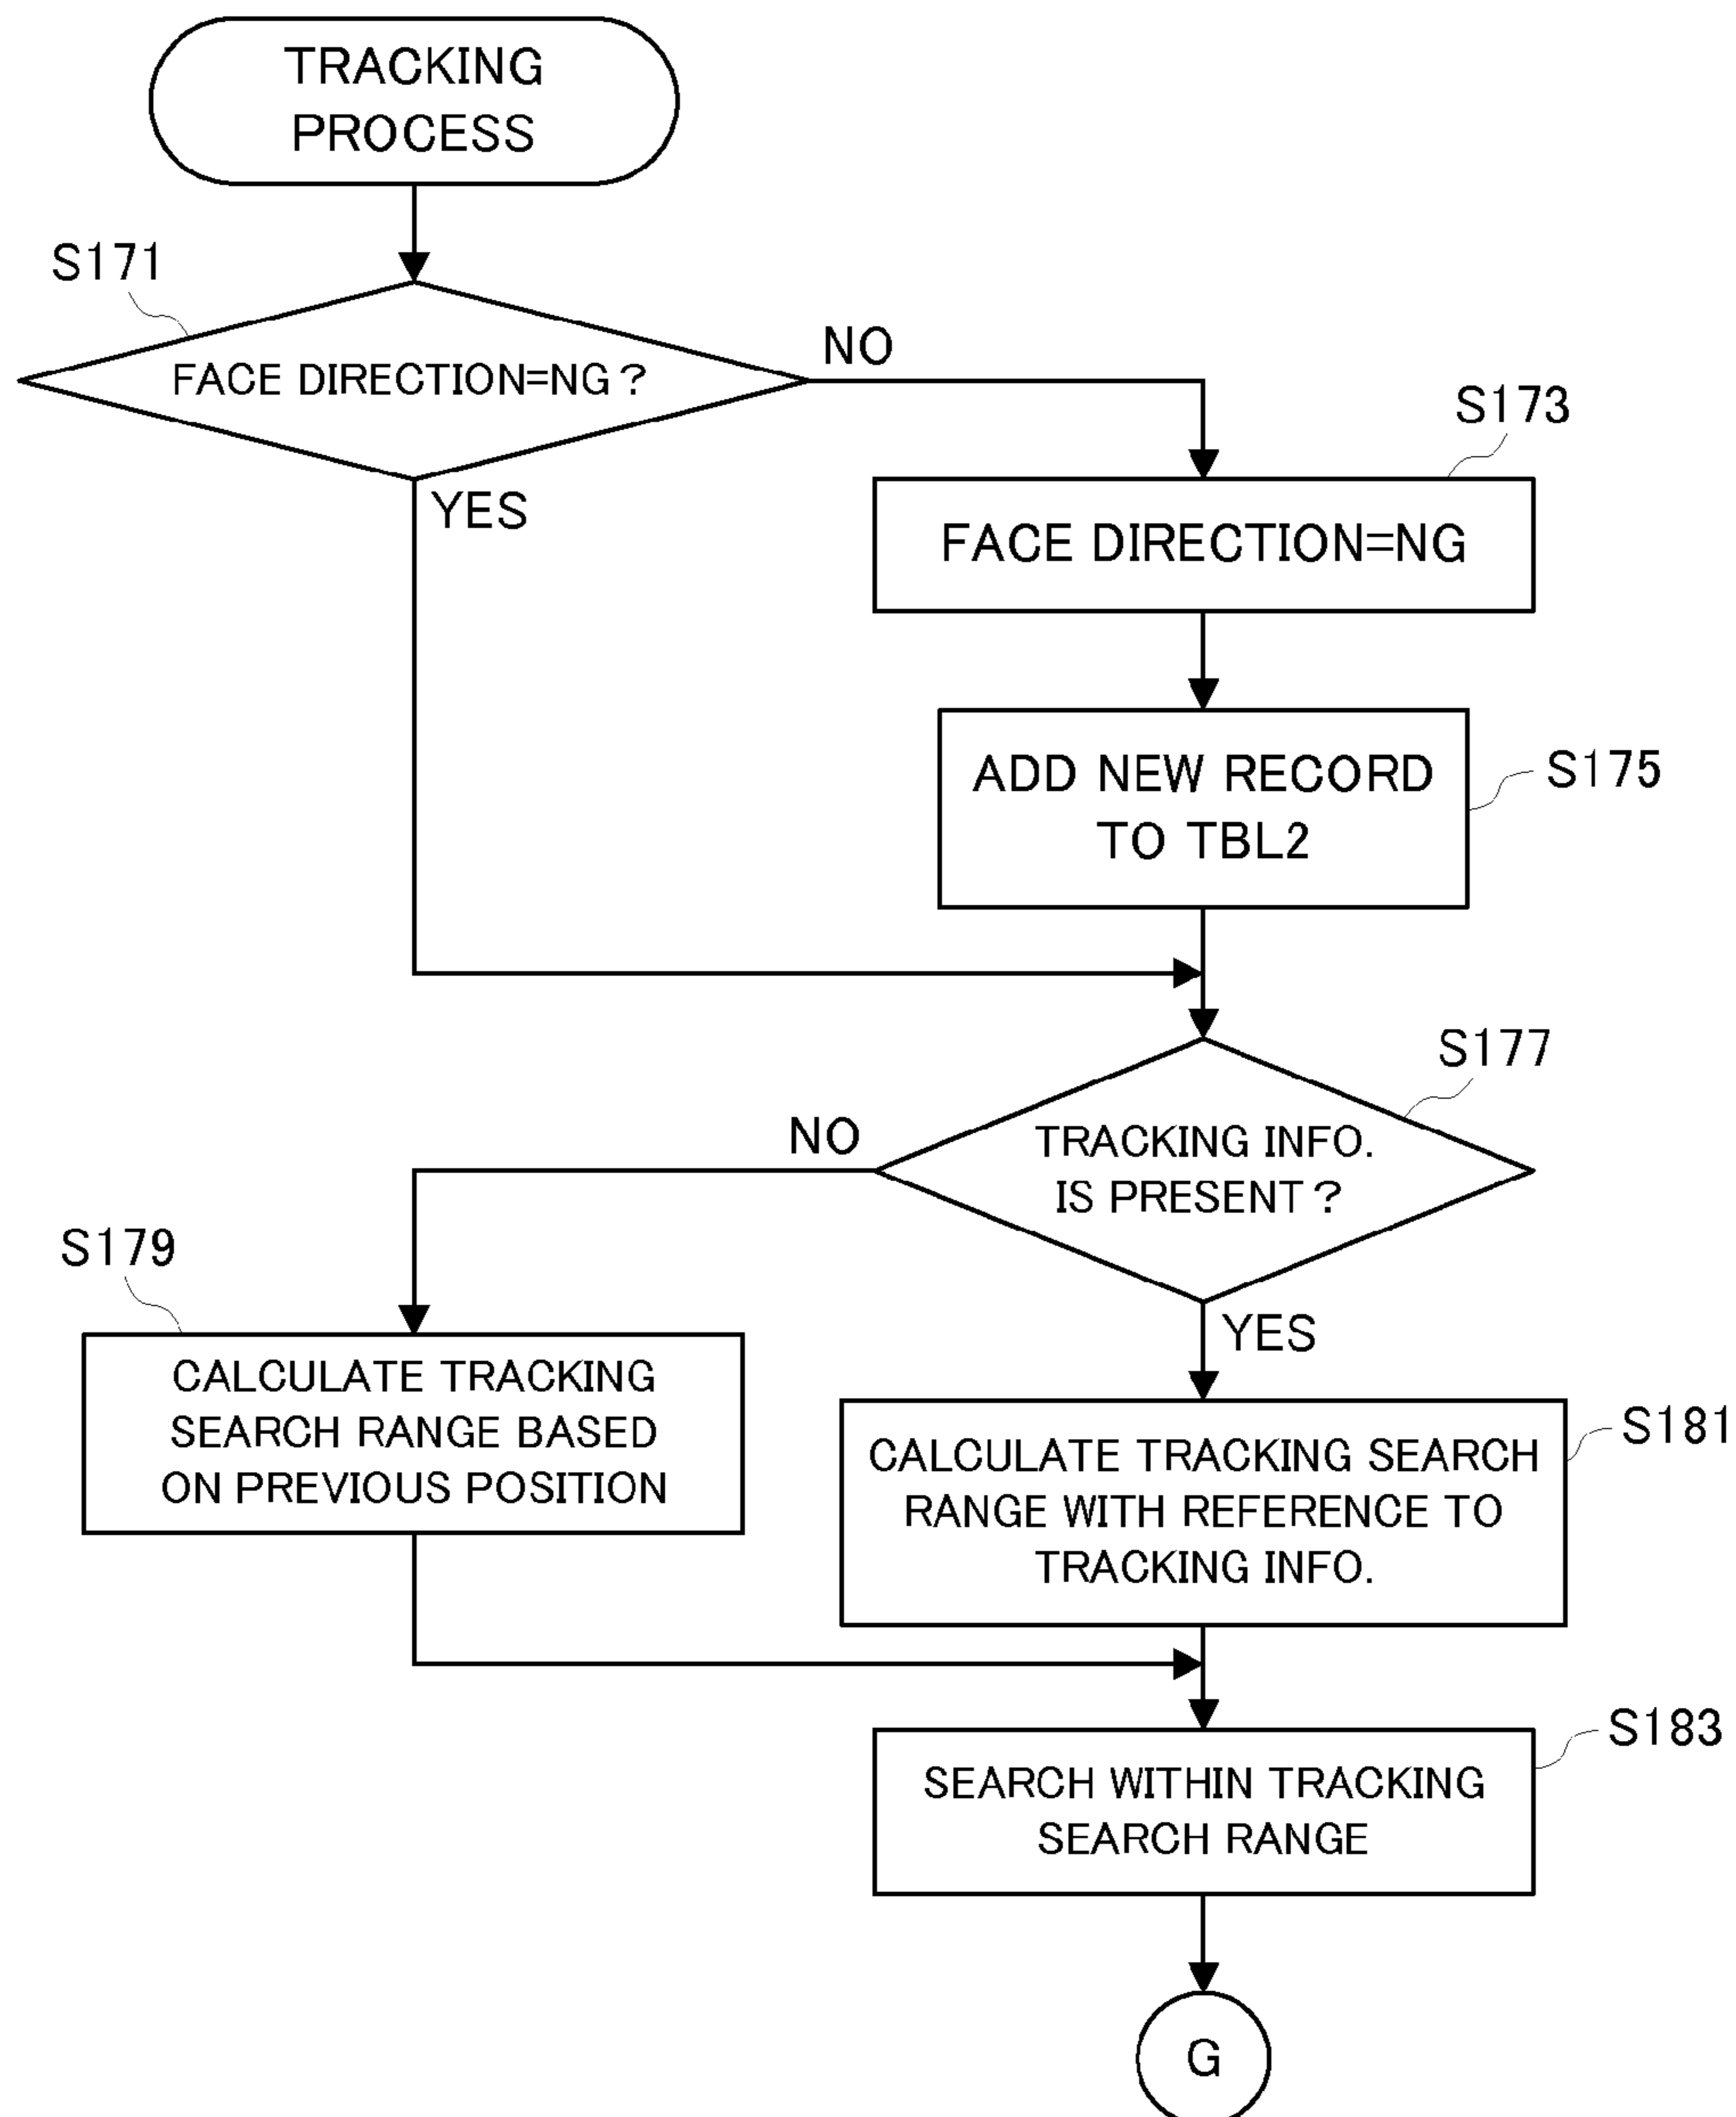 TRACKING
PROCESS
S171
FACE DIRECTION=NG?
NO
YES
S173
FACE DIRECTION=NG
ADD NEW RECORD
TO TBL2
S175
S177
TRACKING INFO.
IS PRESENT?
NO
YES
S179
CALCULATE TRACKING
SEARCH RANGE BASED
ON PREVIOUS POSITION
S181
CALCULATE TRACKING SEARCH
RANGE WITH REFERENCE TO
TRACKING INFO.
S183
SEARCH WITHIN TRACKING
SEARCH RANGE
G